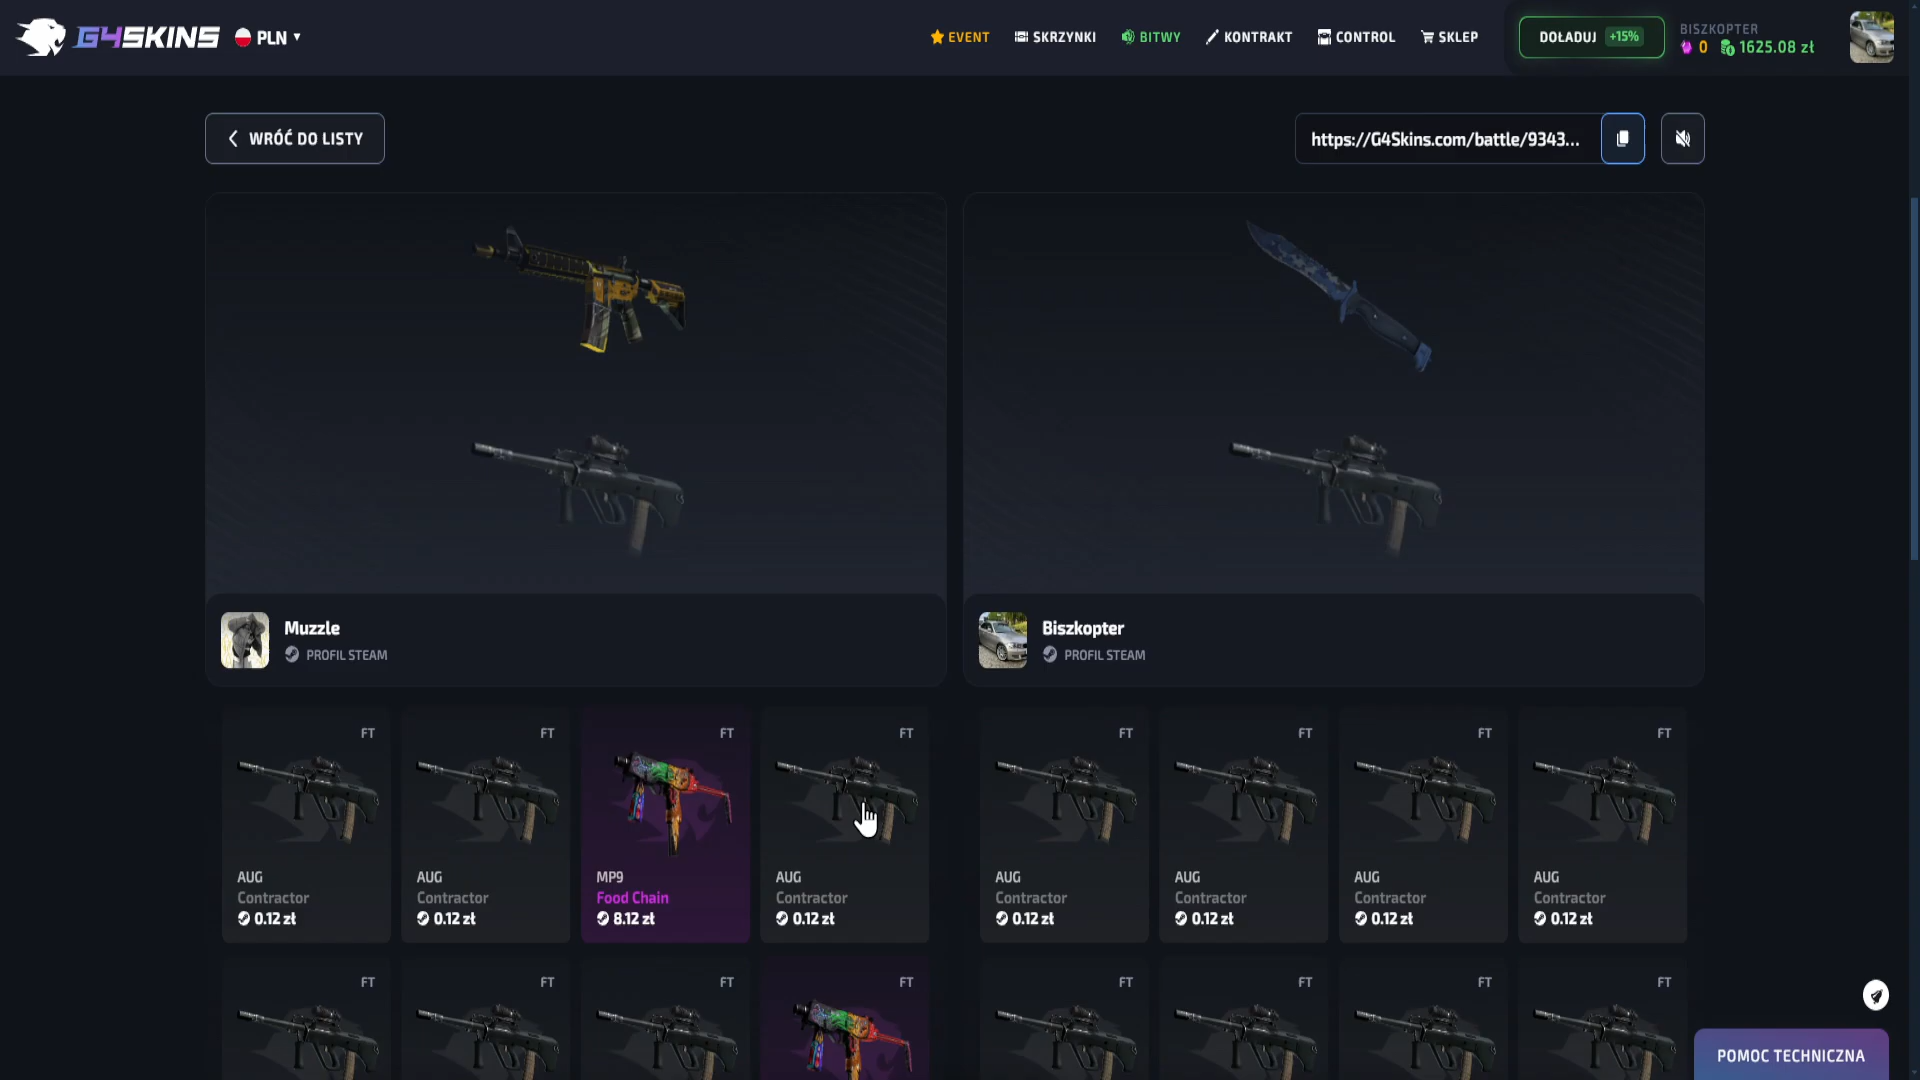 G4SKINS
PLN
EVENT
SKRZYNKI
BITWY
KONTRAKT
CONTROL
SKLEP
DOŁADUJ +15%
BISZKOPTER
0 1625.08 zł
WRÓĆ DO LISTY
https://G4Skins.com/battle/9343...
Muzzle
PROFIL STEAM
Biszkopter
PROFIL STEAM
FT
AUG
Contractor
0.12 zł
FT
AUG
Contractor
0.12 zł
FT
MP9
Food Chain
8.12 zł
FT
AUG
Contractor
0.12 zł
FT
AUG
Contractor
0.12 zł
FT
AUG
Contractor
0.12 zł
FT
AUG
Contractor
0.12 zł
FT
AUG
Contractor
0.12 zł
FT
FT
FT
FT
FT
FT
FT
FT
POMOC TECHNICZNA